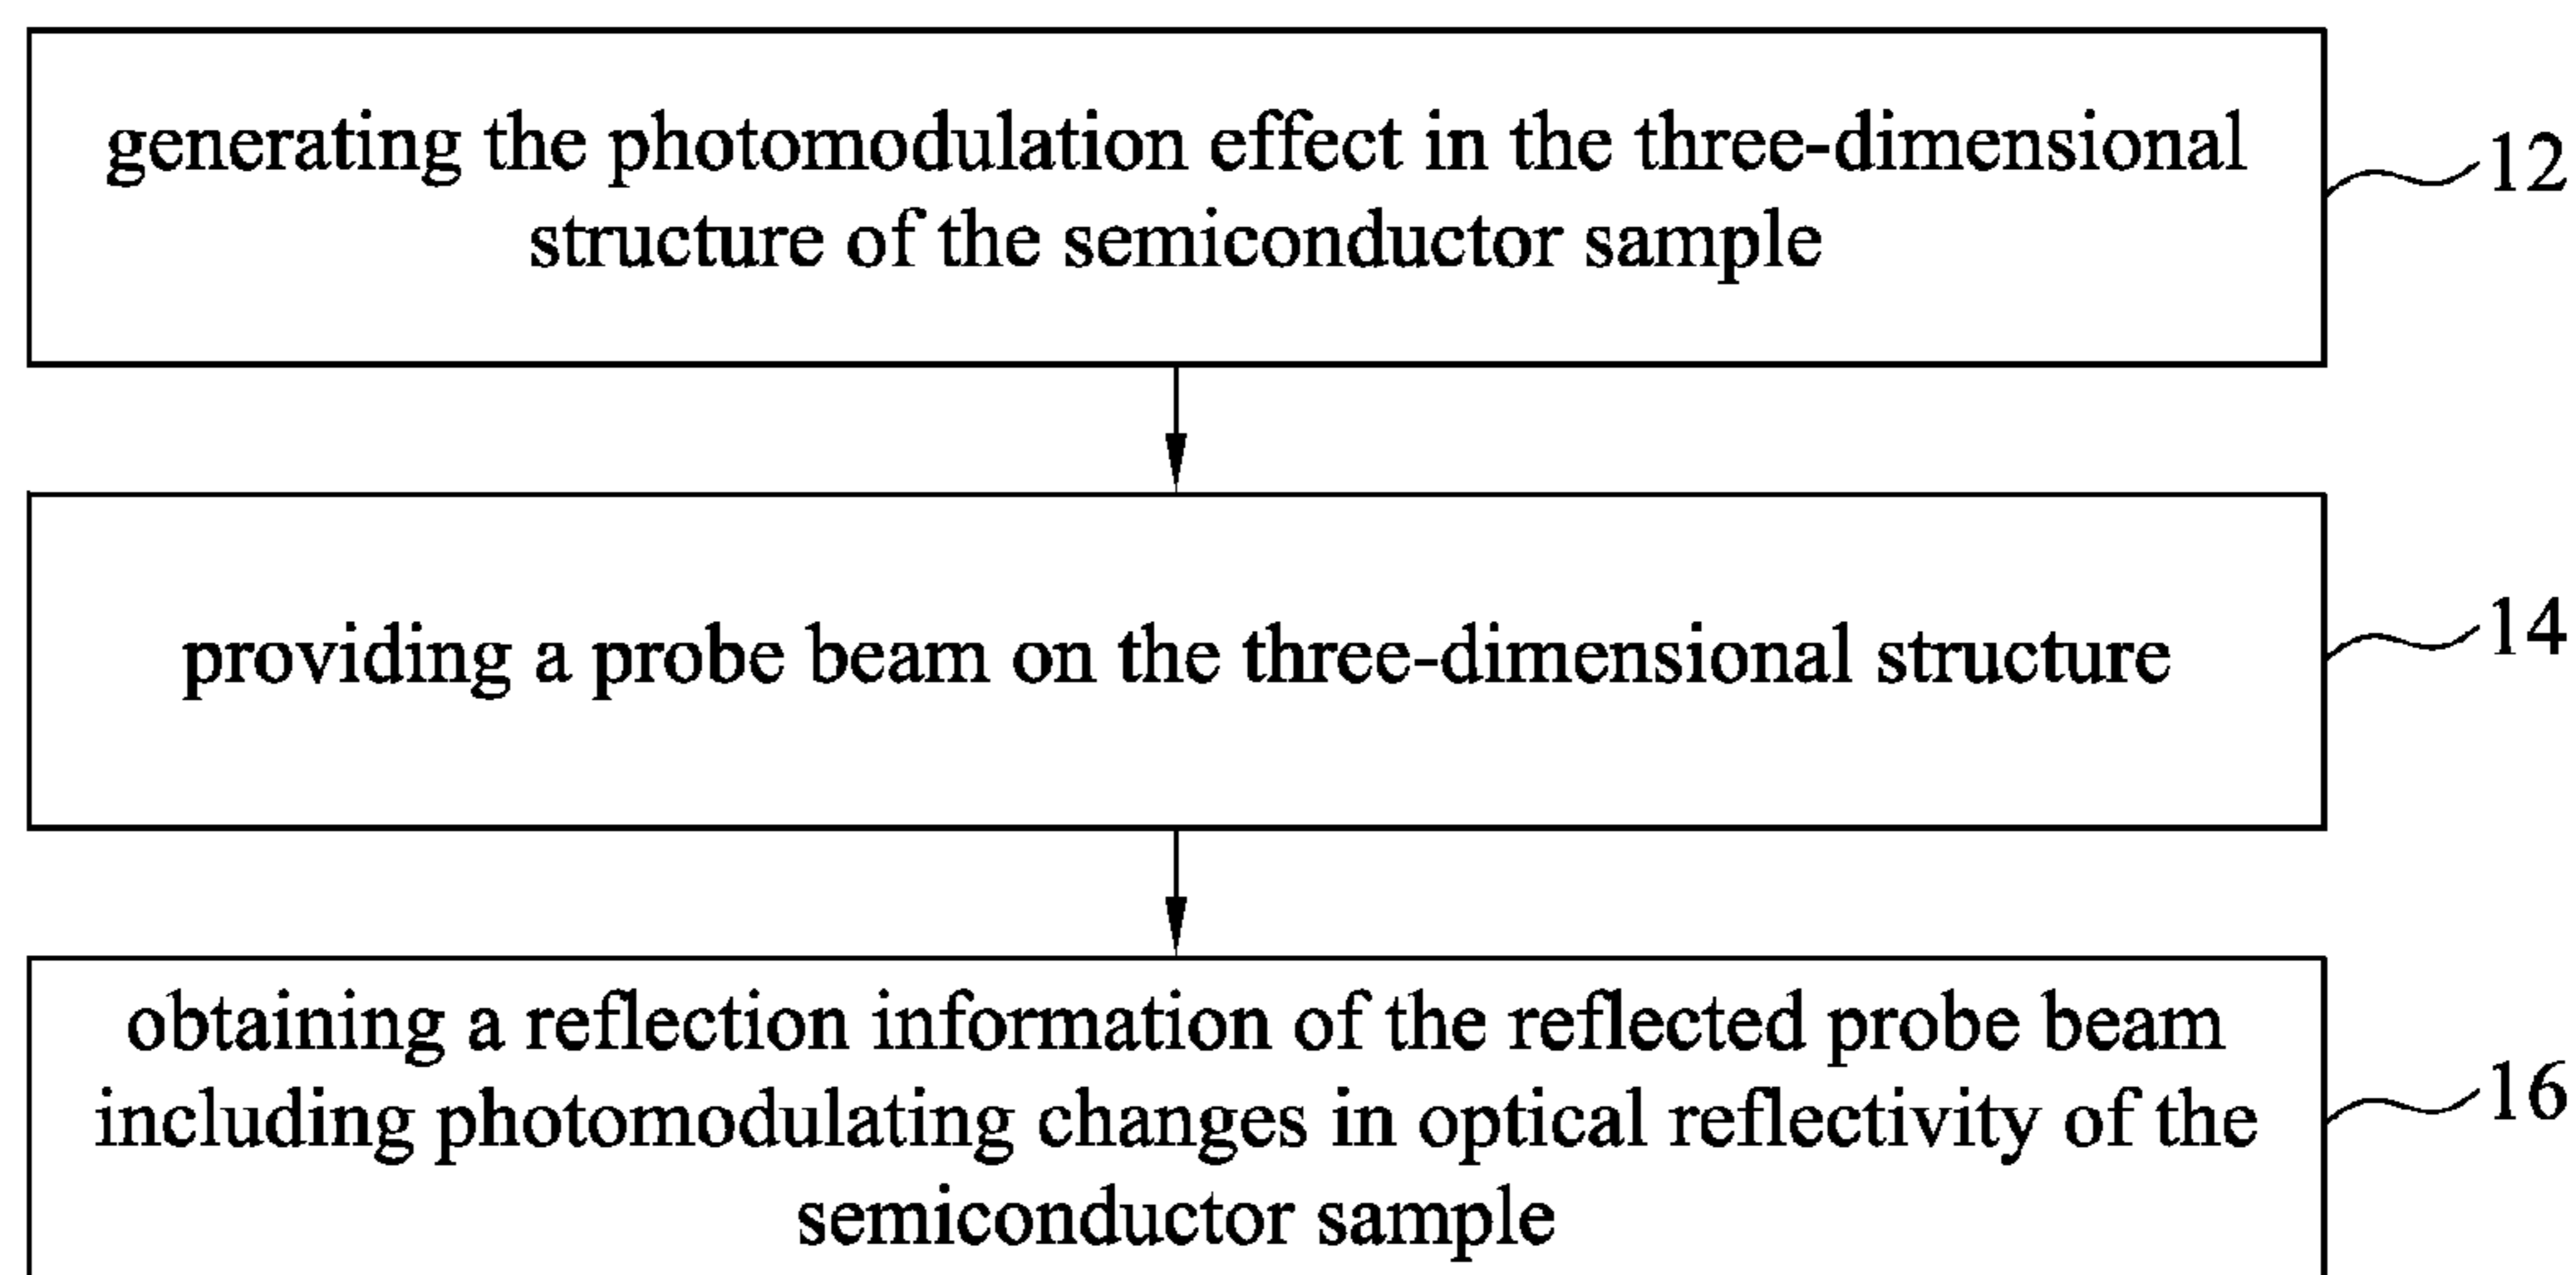 generating the photomodulation effect in the three-dimensional
structure of the semiconductor sample
12
providing a probe beam on the three-dimensional structure
14
obtaining a reflection information of the reflected probe beam
including photomodulating changes in optical reflectivity of the
semiconductor sample
16